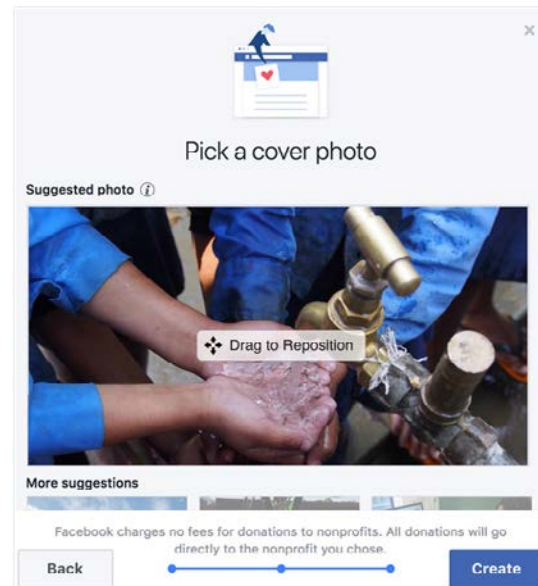 Pick a cover photo
Suggested photo
Drag to Reposition
More suggestions
Facebook charges no fees for donations to nonprofits. All donations will go
directly to the nonprofit you chose.
Back
Create